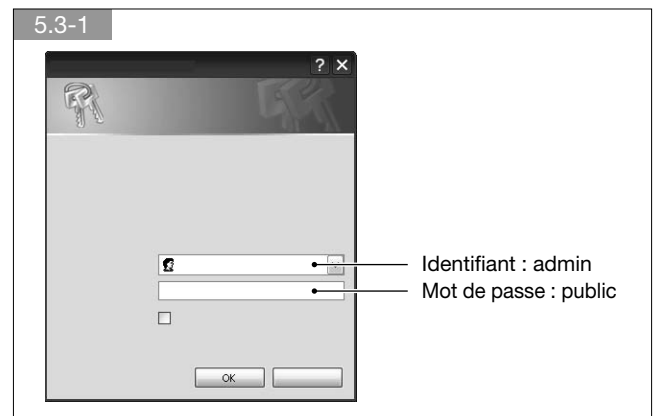 5.3-1
?
Identifiant : admin
Mot de passe : public
OK